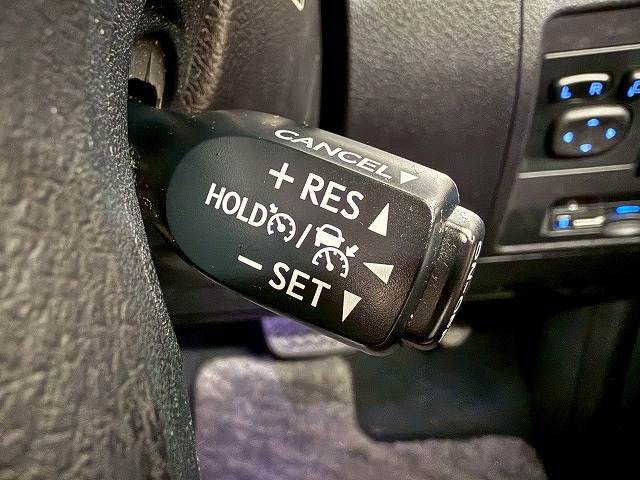 CANCEL▼
+ RES ▲
HOLD /
− SET ▼
L R